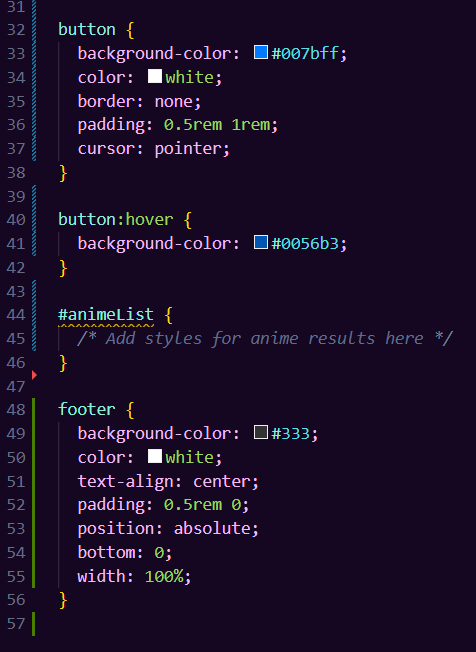 31
32 button {
33 background-color: #007bff;
34 color: white;
35 border: none;
36 padding: 0.5rem 1rem;
37 cursor: pointer;
38 }
39
40 button:hover {
41 background-color: #0056b3;
42 }
43
44 #animeList {
45 /* Add styles for anime results here */
46 }
47
48 footer {
49 background-color: #333;
50 color: white;
51 text-align: center;
52 padding: 0.5rem 0;
53 position: absolute;
54 bottom: 0;
55 width: 100%;
56 }
57